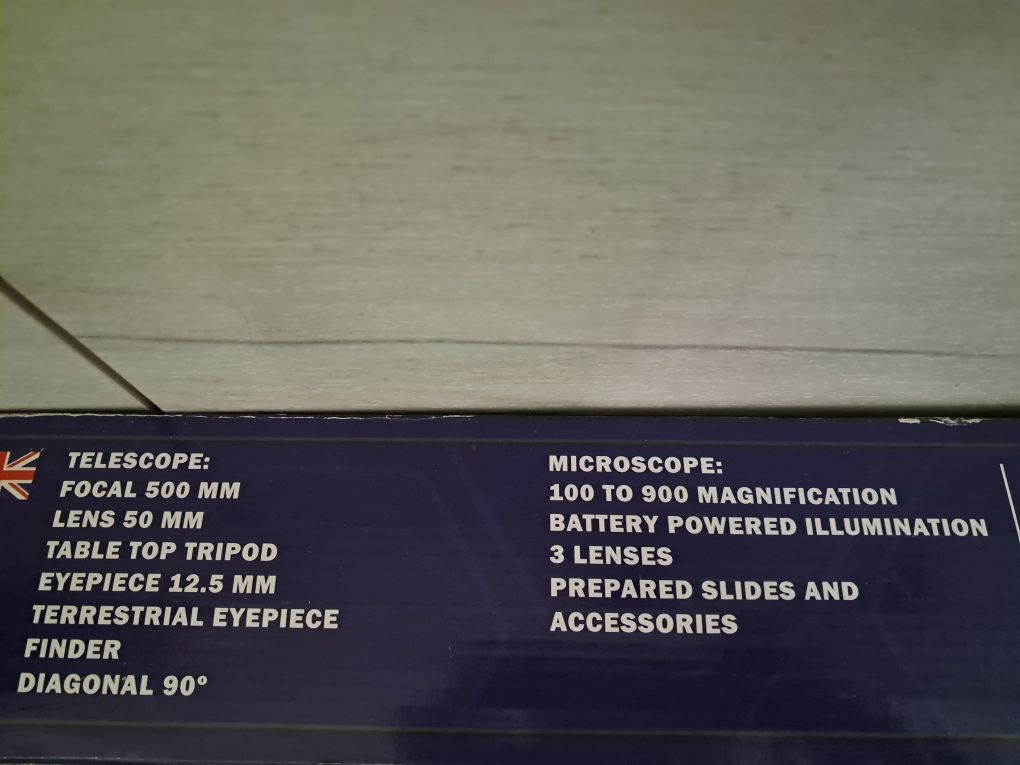 TELESCOPE:
FOCAL 500 MM
LENS 50 MM
TABLE TOP TRIPOD
EYEPIECE 12.5 MM
TERRESTRIAL EYEPIECE
FINDER
DIAGONAL 90º
MICROSCOPE:
100 TO 900 MAGNIFICATION
BATTERY POWERED ILLUMINATION
3 LENSES
PREPARED SLIDES AND
ACCESSORIES